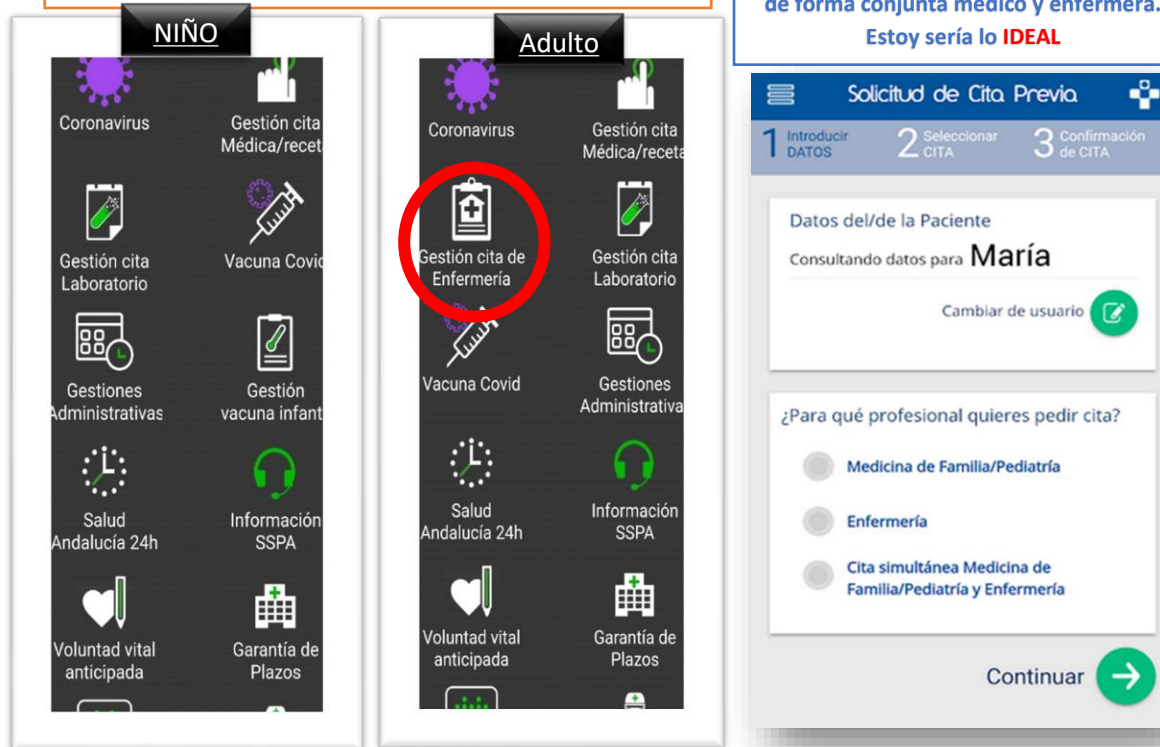 de forma conjunta médico y enfermera.
Estoy sería lo IDEAL
NIÑO
Coronavirus
Gestión cita
Médica/recet
Gestión cita
Laboratorio
Vacuna Covid
Gestiones
Administrativas
Gestión
vacuna infant
Salud
Andalucía 24h
Información
SSPA
Voluntad vital
anticipada
Garantía de
Plazos
Adulto
Coronavirus
Gestión cita
Médica/receta
Gestión cita de
Enfermería
Gestión cita
Laboratorio
Vacuna Covid
Gestiones
Administrativa
Salud
Andalucía 24h
Información
SSPA
Voluntad vital
anticipada
Garantía de
Plazos
Solicitud de Cita Previa
1 Introducir
DATOS
2 Seleccionar
CITA
3 Confirmación
de CITA
Datos del/de la Paciente
Consultando datos para María
Cambiar de usuario
¿Para qué profesional quieres pedir cita?
Medicina de Familia/Pediatría
Enfermería
Cita simultánea Medicina de
Familia/Pediatría y Enfermería
Continuar